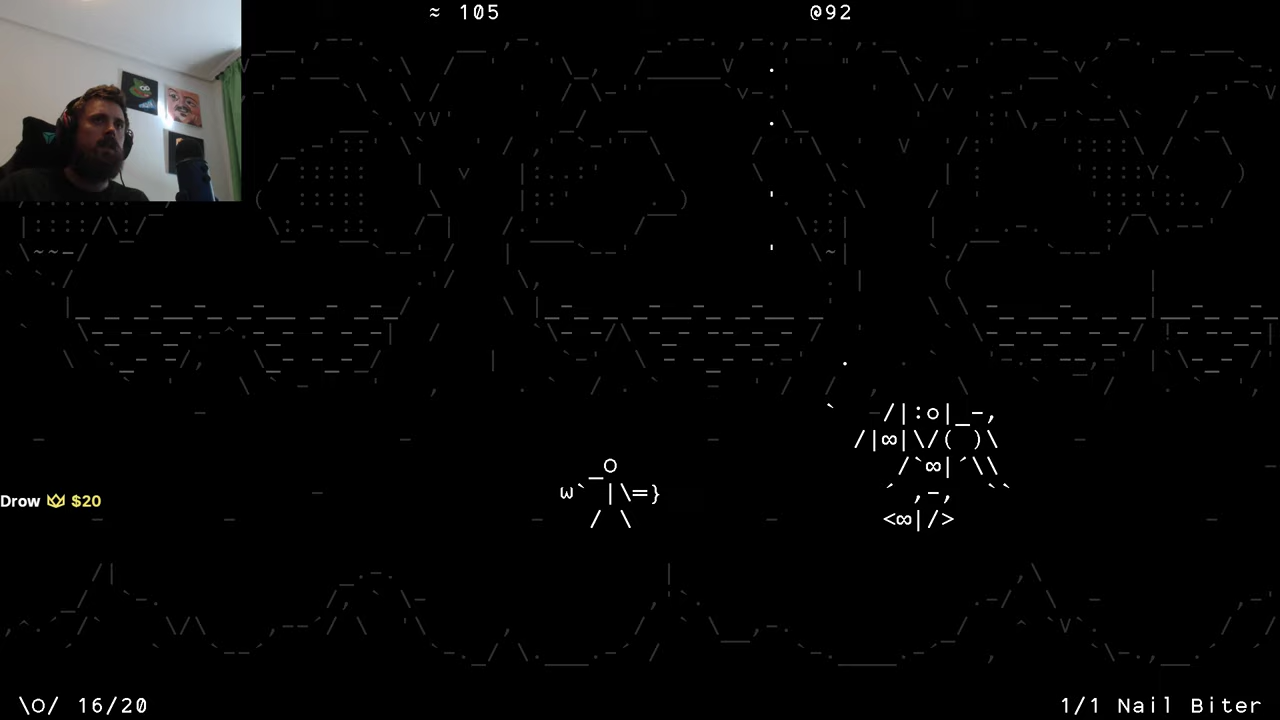 ≈ 105
@92
Drow $20
\O/ 16/20
1/1 Nail Biter